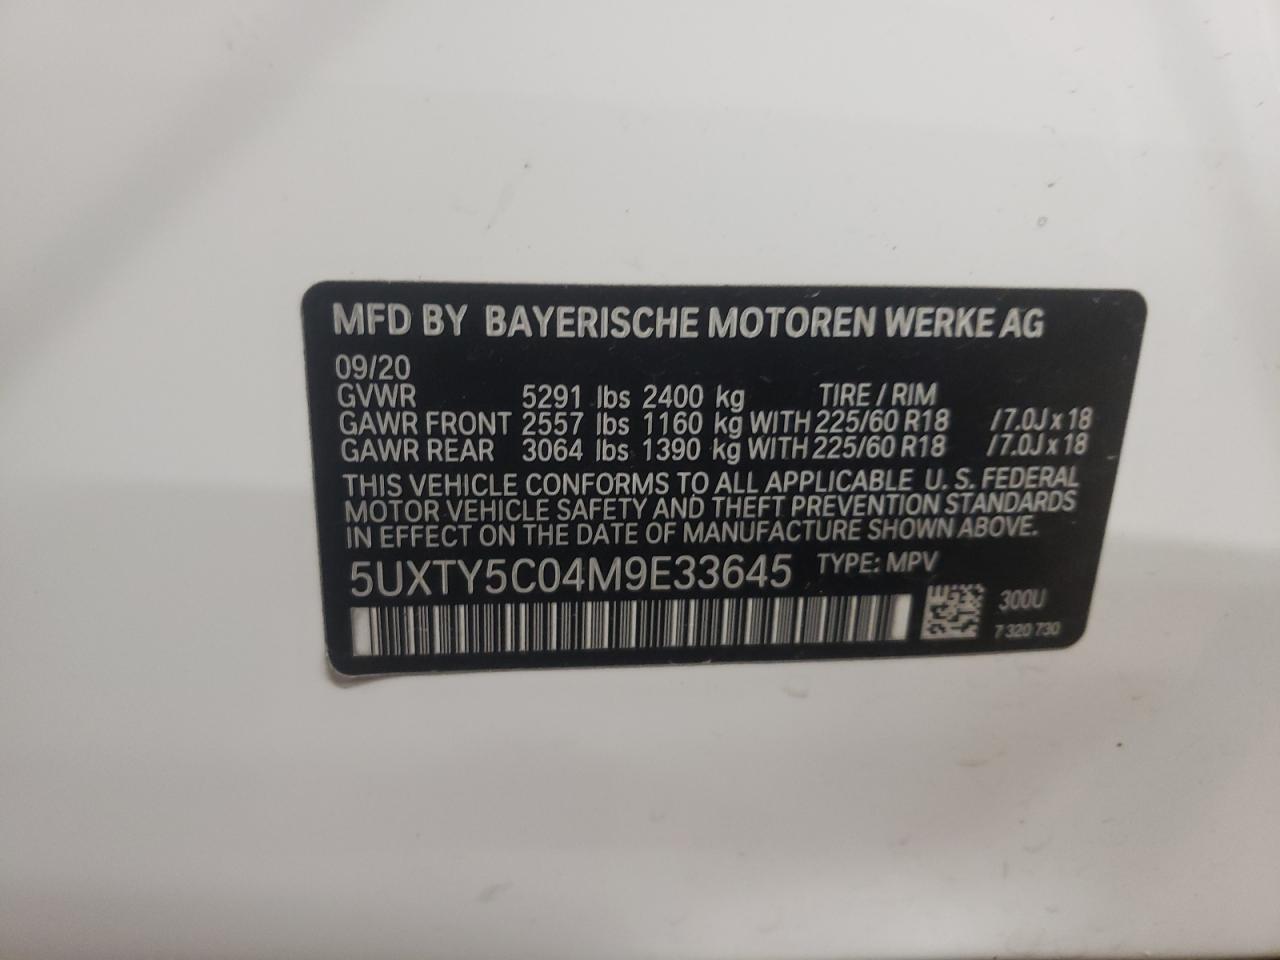 MFD BY BAYERISCHE MOTOREN WERKE AG
09/20
GVWR 5291 lbs 2400 kg TIRE / RIM
GAWR FRONT 2557 lbs 1160 kg WITH 225/60 R18 /7.0J x 18
GAWR REAR 3064 lbs 1390 kg WITH 225/60 R18 /7.0J x 18
THIS VEHICLE CONFORMS TO ALL APPLICABLE U. S. FEDERAL
MOTOR VEHICLE SAFETY AND THEFT PREVENTION STANDARDS
IN EFFECT ON THE DATE OF MANUFACTURE SHOWN ABOVE.
5UXTY5C04M9E33645 TYPE: MPV
300U
7 320 730